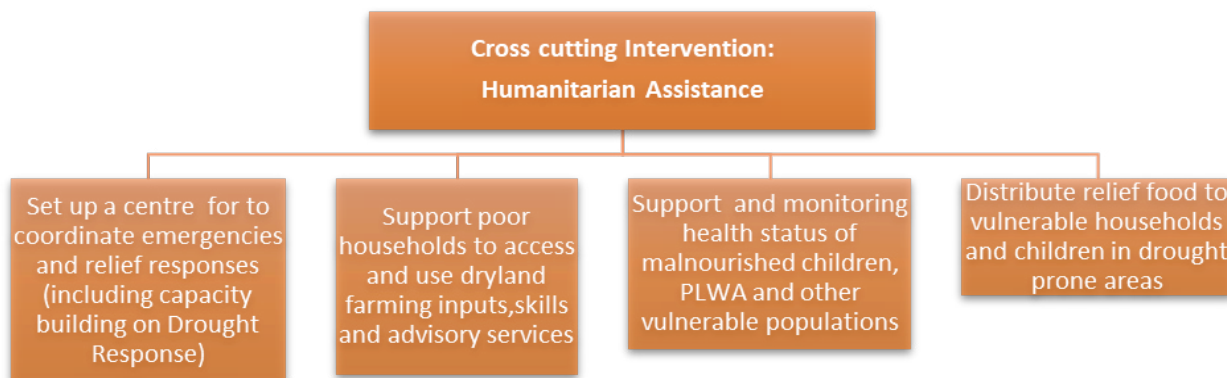 Cross cutting Intervention:
Humanitarian Assistance
Set up a centre  for to
coordinate emergencies
and relief responses
(including capacity
building on Drought
Response)
Support poor
households to access
and use dryland
farming inputs,skills
and advisory services
Support  and monitoring
health status of
malnourished children,
PLWA and other
vulnerable populations
Distribute relief food to
vulnerable households
and children in drought
prone areas